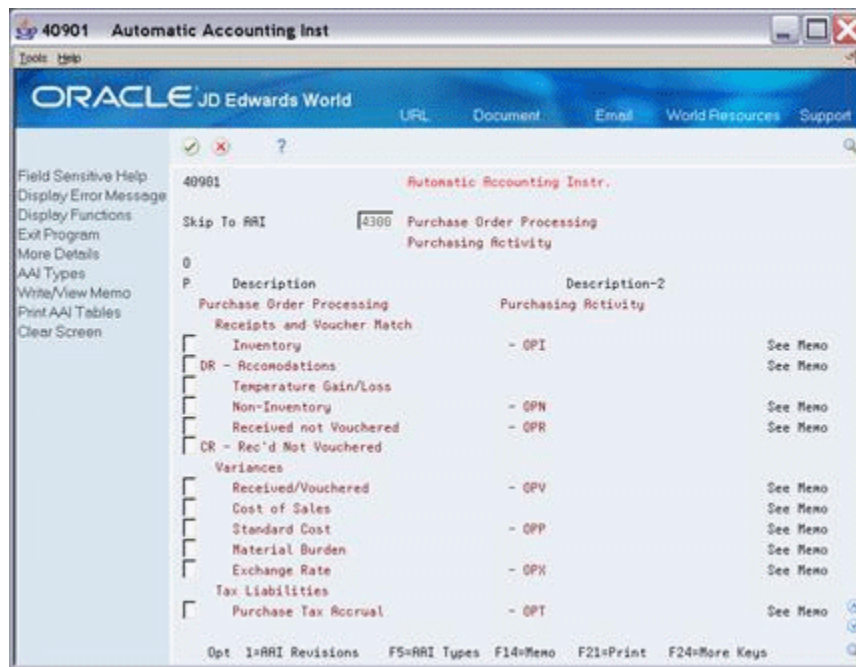 40901 Automatic Accounting Inst
Tools Help
ORACLE JD Edwards World
URL Document Email World Resources Support
?
Field Sensitive Help
Display Error Message
Display Functions
Exit Program
More Details
AAI Types
Write/View Memo
Print AAI Tables
Clear Screen
40901 Automatic Accounting Instr.
Skip To AAI 4300 Purchase Order Processing
Purchasing Activity
O
P Description Description-2
Purchase Order Processing Purchasing Activity
Receipts and Voucher Match
Inventory - OPI See Memo
DR - Accomodations See Memo
Temperature Gain/Loss
Non-Inventory - OPN See Memo
Received not Vouchered - OPR See Memo
CR - Rec'd Not Vouchered
Variances
Received/Vouchered - OPV See Memo
Cost of Sales See Memo
Standard Cost - OPP See Memo
Material Burden See Memo
Exchange Rate - OPX See Memo
Tax Liabilities
Purchase Tax Accrual - OPT See Memo
Opt 1=AAI Revisions F5=AAI Types F14=Memo F21=Print F24=More Keys